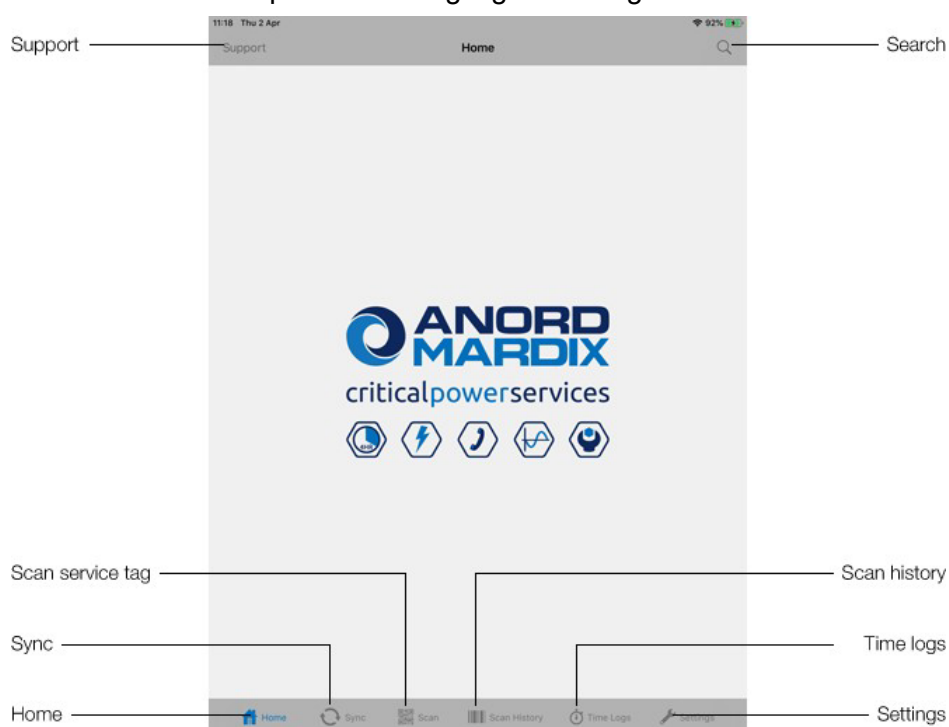 11:18 Thu 2 Apr 92%
Support Support Home Search
ANORD
MARDIX
criticalpowerservices
Scan service tag Scan history
Sync Time logs
Home Home Sync Scan Scan History Time Logs Settings Settings